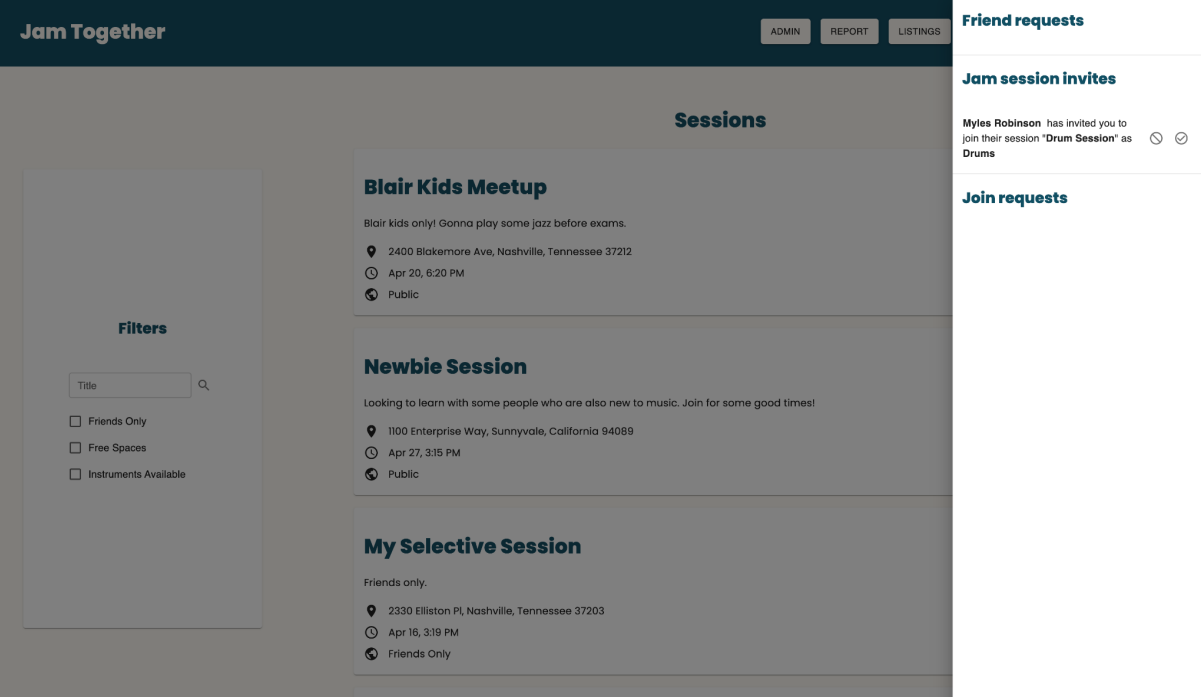 Jam Together
ADMIN
REPORT
LISTINGS
Sessions
Filters
Title
Friends Only
Free Spaces
Instruments Available
Blair Kids Meetup
Blair kids only! Gonna play some jazz before exams.
2400 Blakemore Ave, Nashville, Tennessee 37212
Apr 20, 6:20 PM
Public
Newbie Session
Looking to learn with some people who are also new to music. Join for some good times!
1100 Enterprise Way, Sunnyvale, California 94089
Apr 27, 3:15 PM
Public
My Selective Session
Friends only.
2330 Elliston Pl, Nashville, Tennessee 37203
Apr 16, 3:19 PM
Friends Only
Friend requests
Jam session invites
Myles Robinson has invited you to
join their session "Drum Session" as
Drums
Join requests